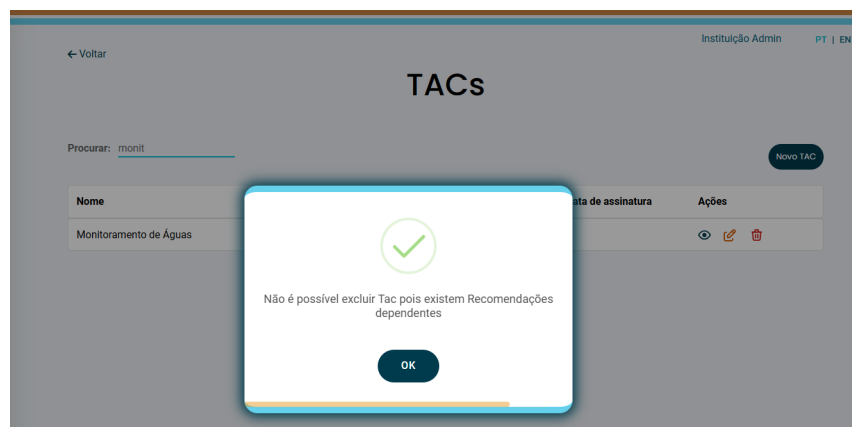 Instituição Admin PT | EN
← Voltar
TACs
Procurar: monit
Novo TAC
Nome ata de assinatura Ações
Monitoramento de Águas
Não é possível excluir Tac pois existem Recomendações
dependentes
OK